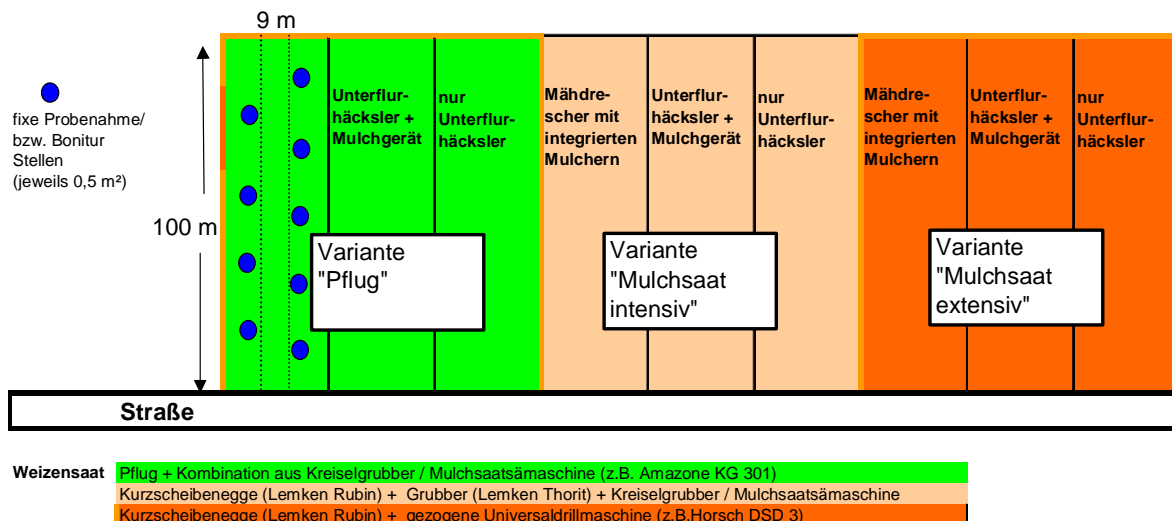 9 m
fixe Probenahme/
bzw. Bonitur
Stellen
(jeweils 0,5 m²)
100 m
Unterflur-
häcksler +
Mulchgerät
nur
Unterflur-
häcksler
Mähdre-
scher mit
integrierten
Mulchern
Unterflur-
häcksler +
Mulchgerät
nur
Unterflur-
häcksler
Mähdre-
scher mit
integrierten
Mulchern
Unterflur-
häcksler +
Mulchgerät
nur
Unterflur-
häcksler
Variante
"Pflug"
Variante
"Mulchsaat
intensiv"
Variante
"Mulchsaat
extensiv"
Straße
Weizensaat Pflug + Kombination aus Kreiselgrubber / Mulchsaatsämaschine (z.B. Amazone KG 301)
Kurzscheibenegge (Lemken Rubin) + Grubber (Lemken Thorit) + Kreiselgrubber / Mulchsaatsämaschine
Kurzscheibenegge (Lemken Rubin) + gezogene Universaldrillmaschine (z.B.Horsch DSD 3)